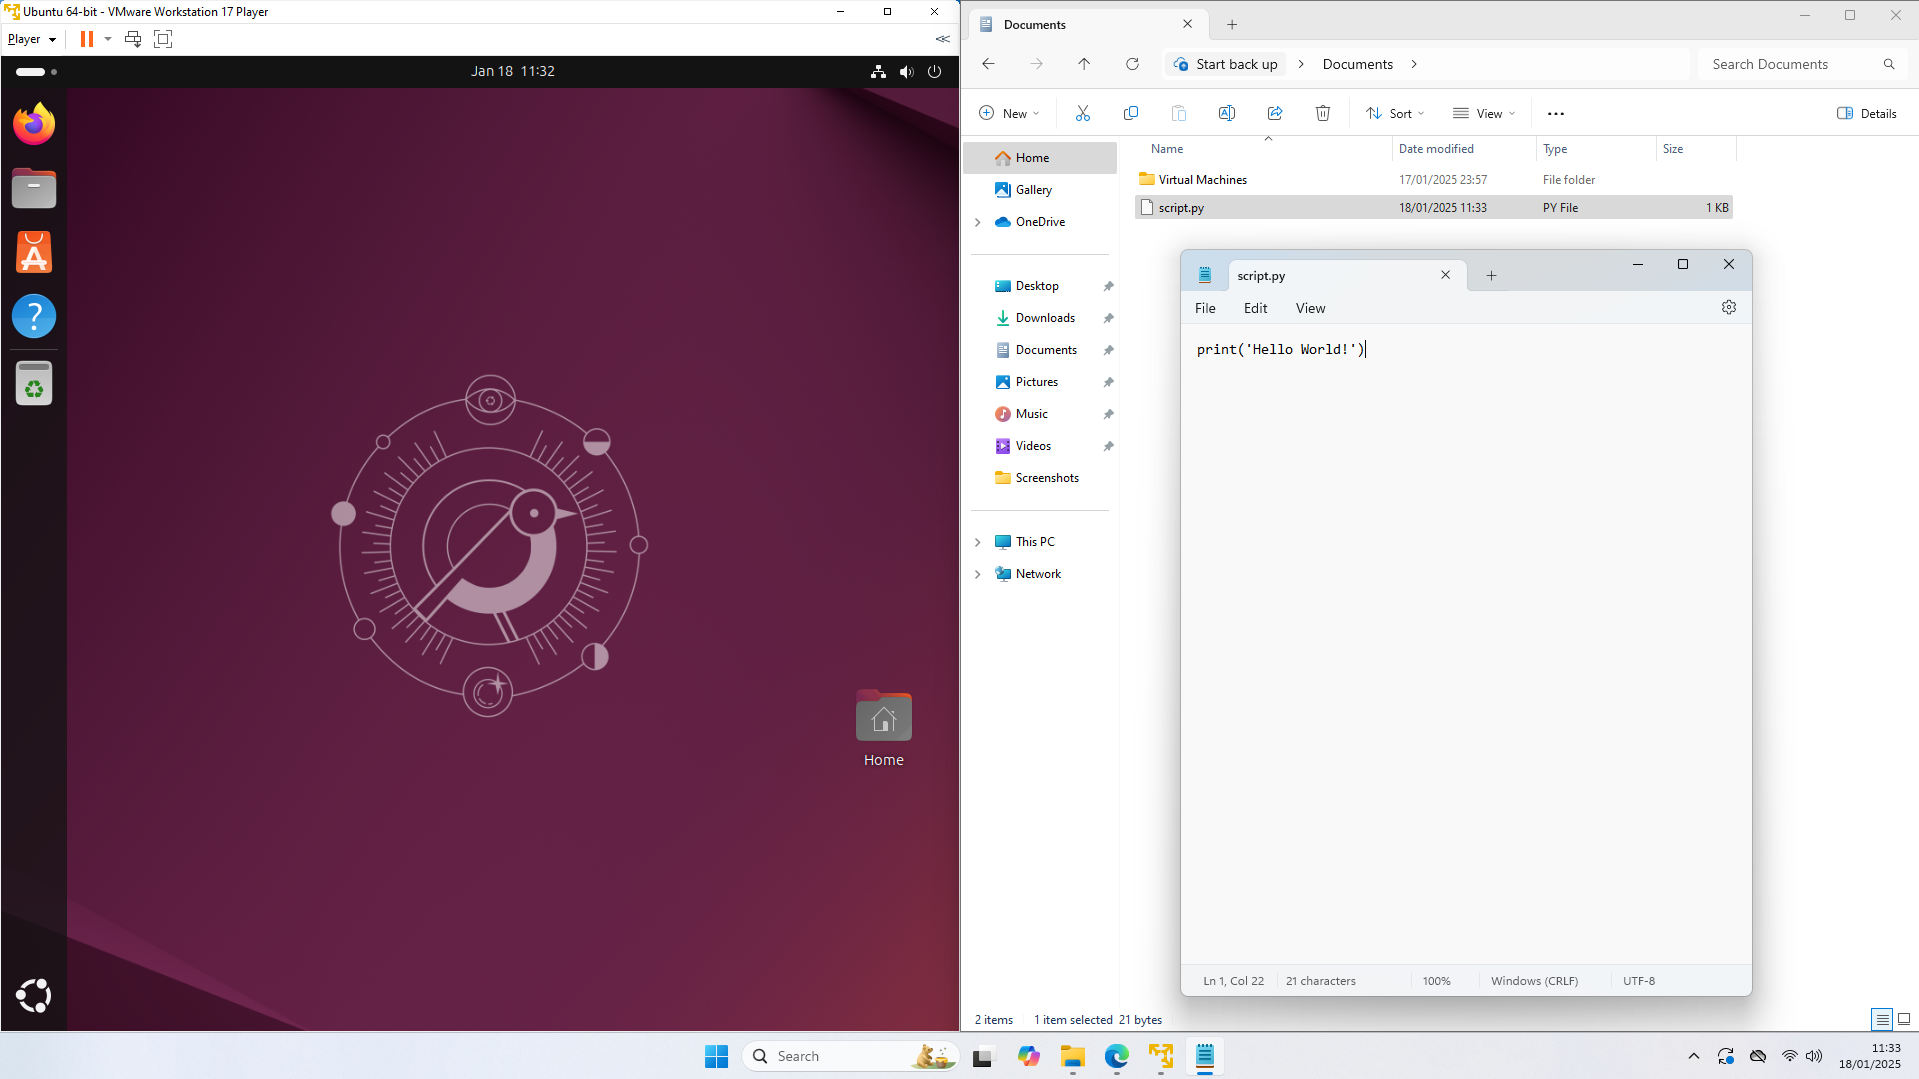 Ubuntu 64-bit - VMware Workstation 17 Player
Player
Jan 18 11:32
Home
Documents
Start back up
Documents
Search Documents
New
Sort
View
Details
Home
Gallery
OneDrive
Desktop
Downloads
Documents
Pictures
Music
Videos
Screenshots
This PC
Network
Name Date modified Type Size
Virtual Machines 17/01/2025 23:57 File folder
script.py 18/01/2025 11:33 PY File 1 KB
script.py
File Edit View
print('Hello World!')
Ln 1, Col 22 21 characters 100% Windows (CRLF) UTF-8
2 items 1 item selected 21 bytes
Search
11:33
18/01/2025